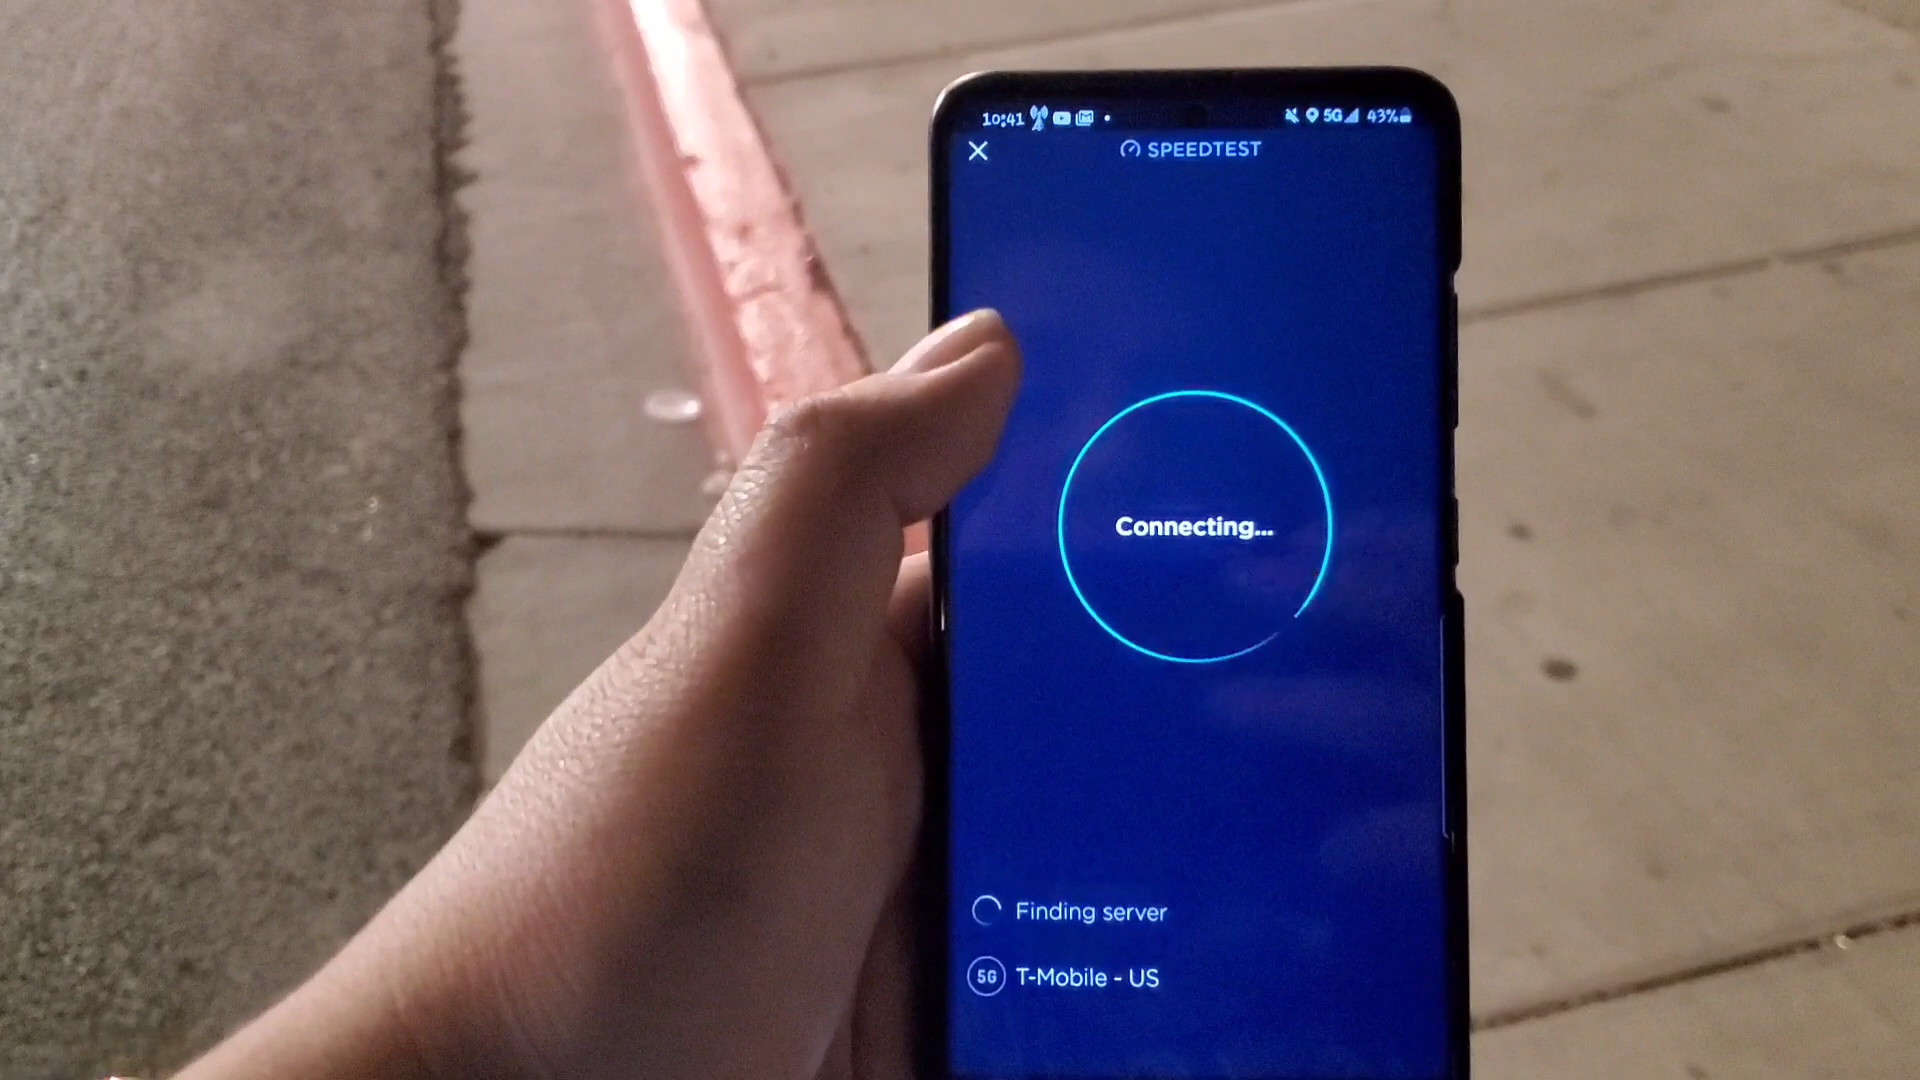 10:41 5G 43%
SPEEDTEST
Connecting...
Finding server
5G T-Mobile - US